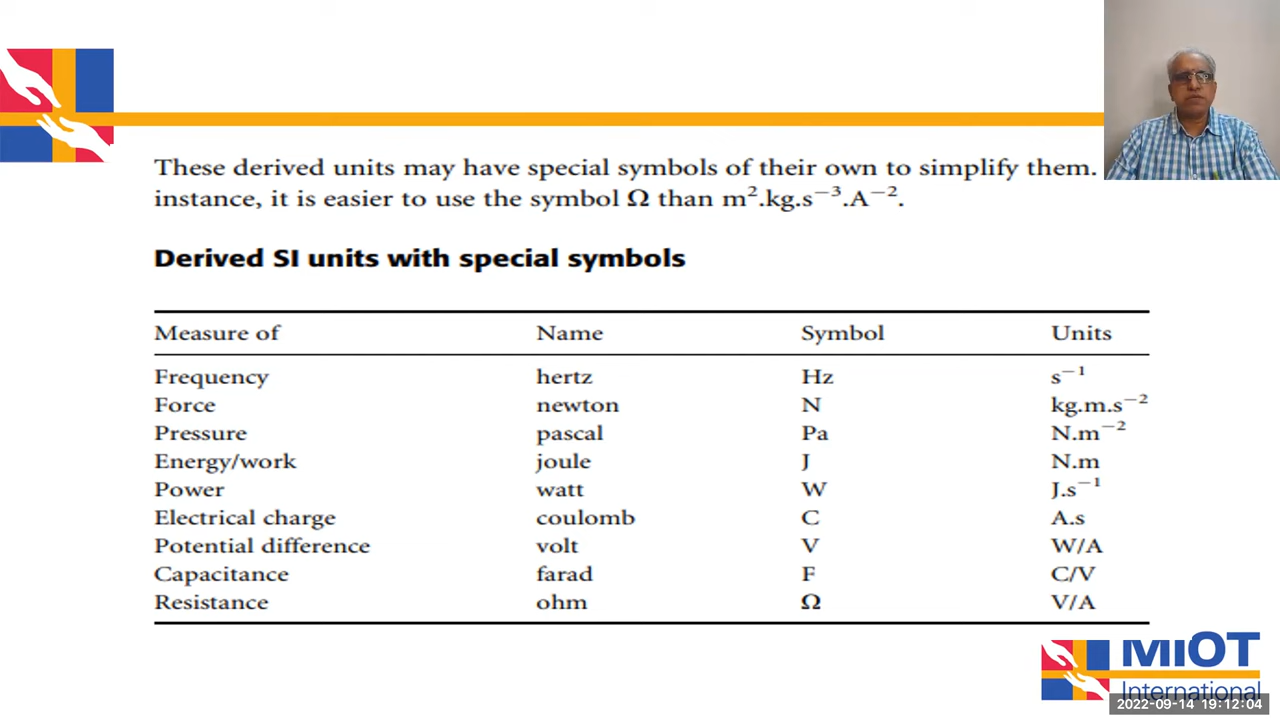 These derived units may have special symbols of their own to simplify them.
instance, it is easier to use the symbol Ω than m².kg.s⁻³.A⁻².
Derived SI units with special symbols
Measure of Name Symbol Units
Frequency hertz Hz s⁻¹
Force newton N kg.m.s⁻²
Pressure pascal Pa N.m⁻²
Energy/work joule J N.m
Power watt W J.s⁻¹
Electrical charge coulomb C A.s
Potential difference volt V W/A
Capacitance farad F C/V
Resistance ohm Ω V/A
MIOT
International
2022-09-14 19:12:04